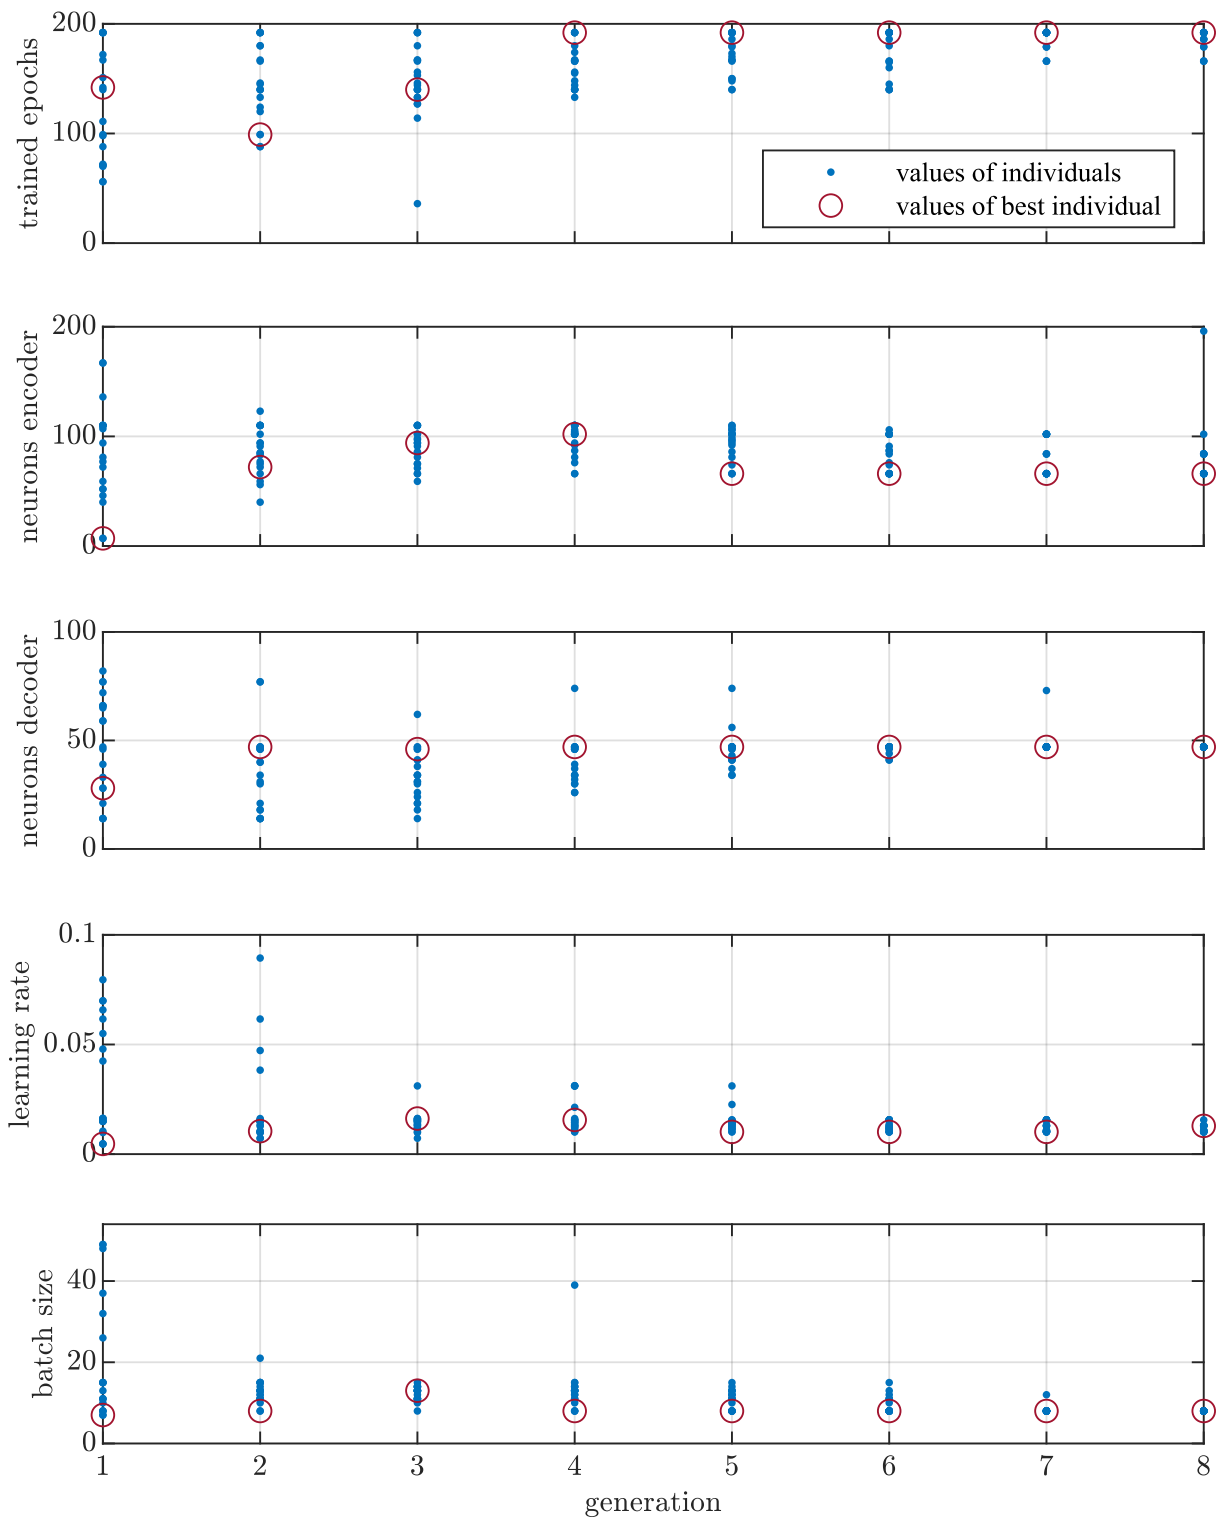 200
100
0
trained epochs
values of individuals
values of best individual
200
100
0
neurons encoder
100
50
0
neurons decoder
0.1
0.05
0
learning rate
40
20
0
batch size
1 2 3 4 5 6 7 8
generation